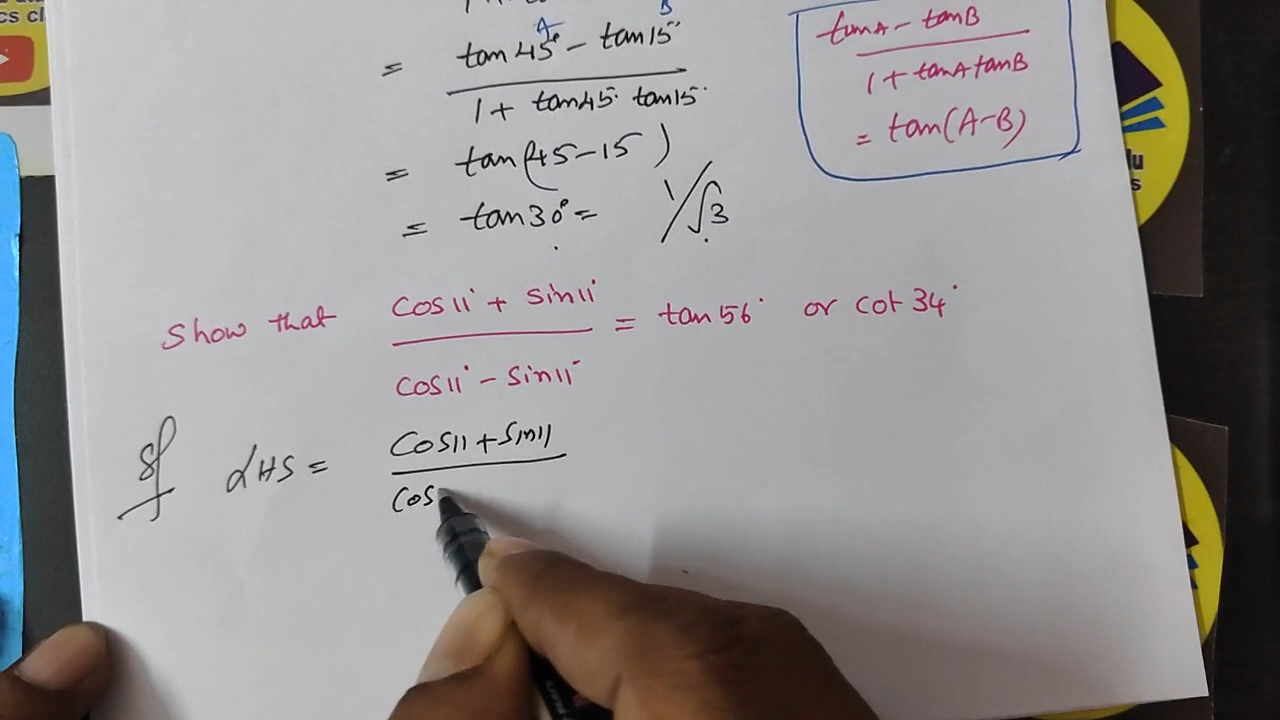 cs cl
A B
= tan 45° - tan 15°
1 + tan 45° tan 15°
= tan (45 - 15)
= tan 30° = 1/√3
tan A - tan B
1 + tan A tan B
= tan (A - B)
Show that cos 11° + sin 11° = tan 56° or cot 34°
cos 11° - sin 11°
LHS = cos 11 + sin 11
cos